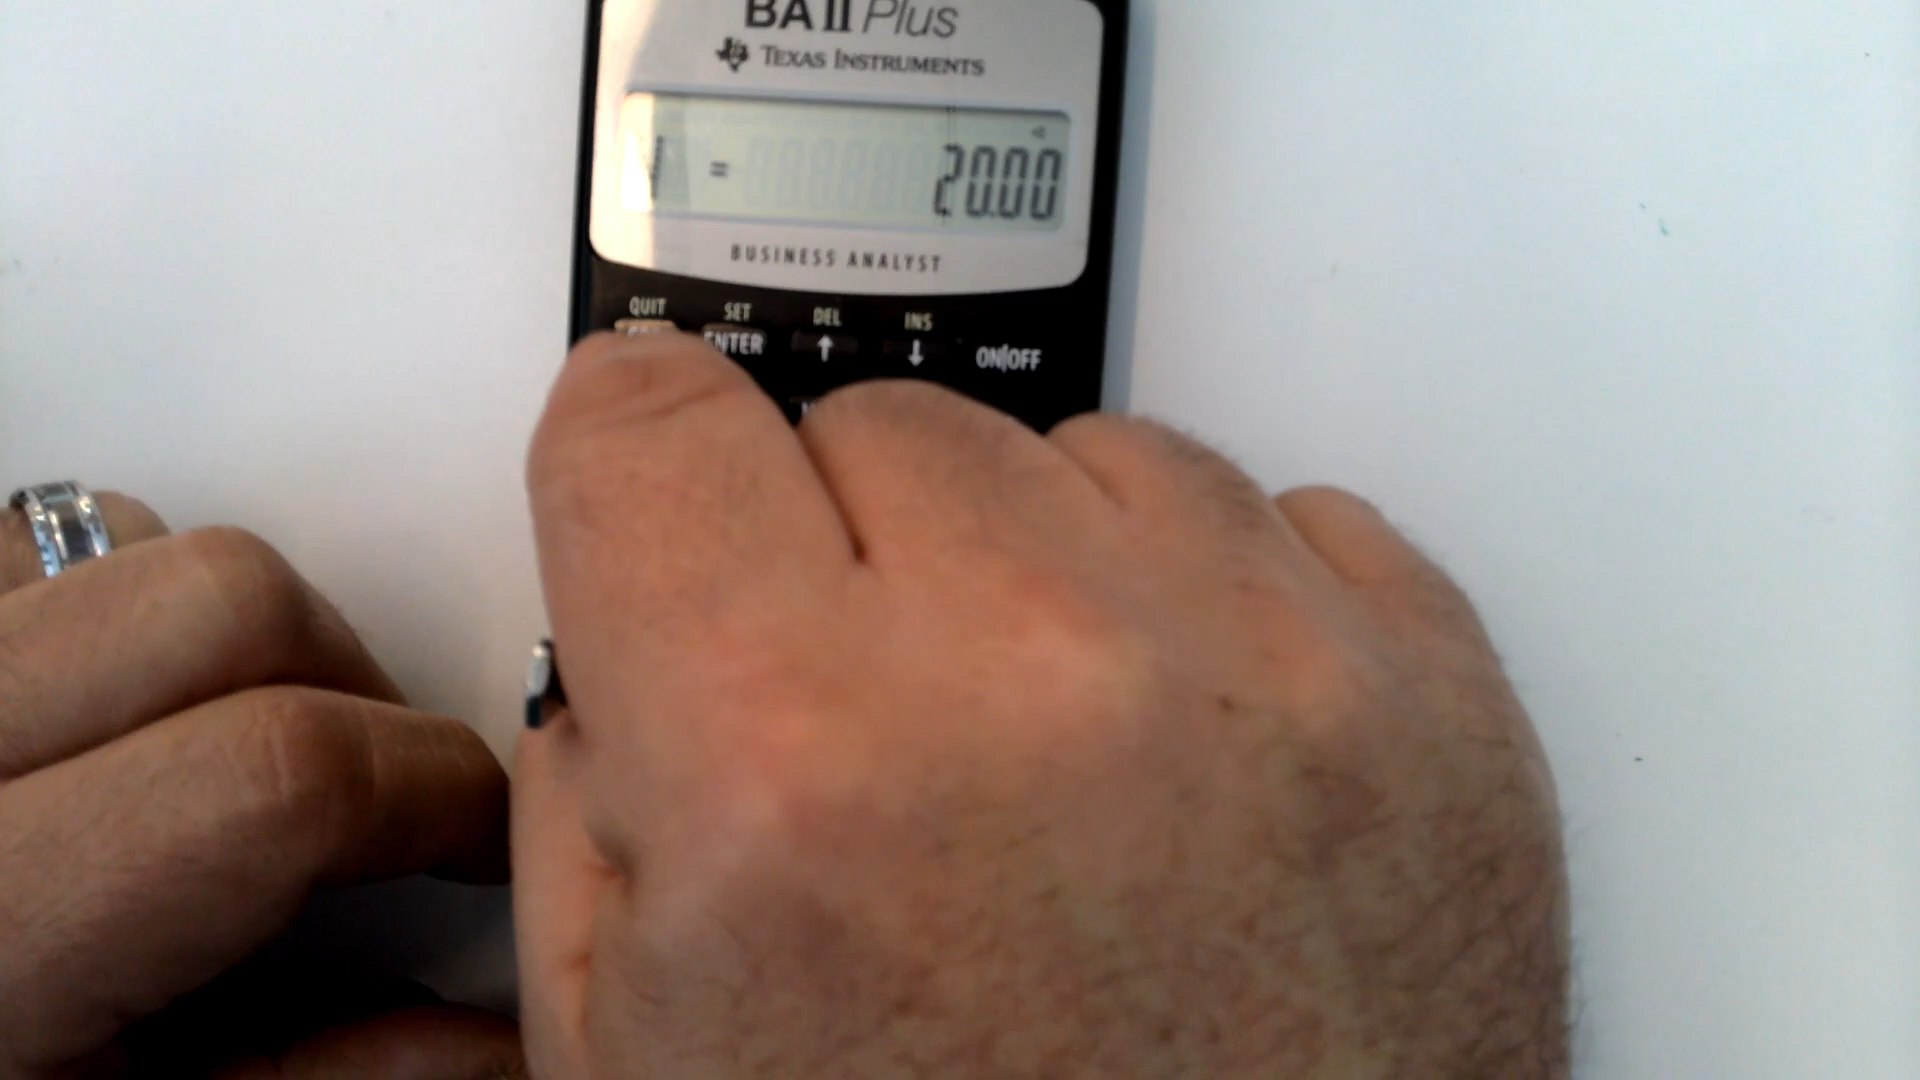 BA II Plus
TEXAS INSTRUMENTS
= 20.00
BUSINESS ANALYST
QUIT SET DEL INS
ENTER ↑ ↓ ON|OFF